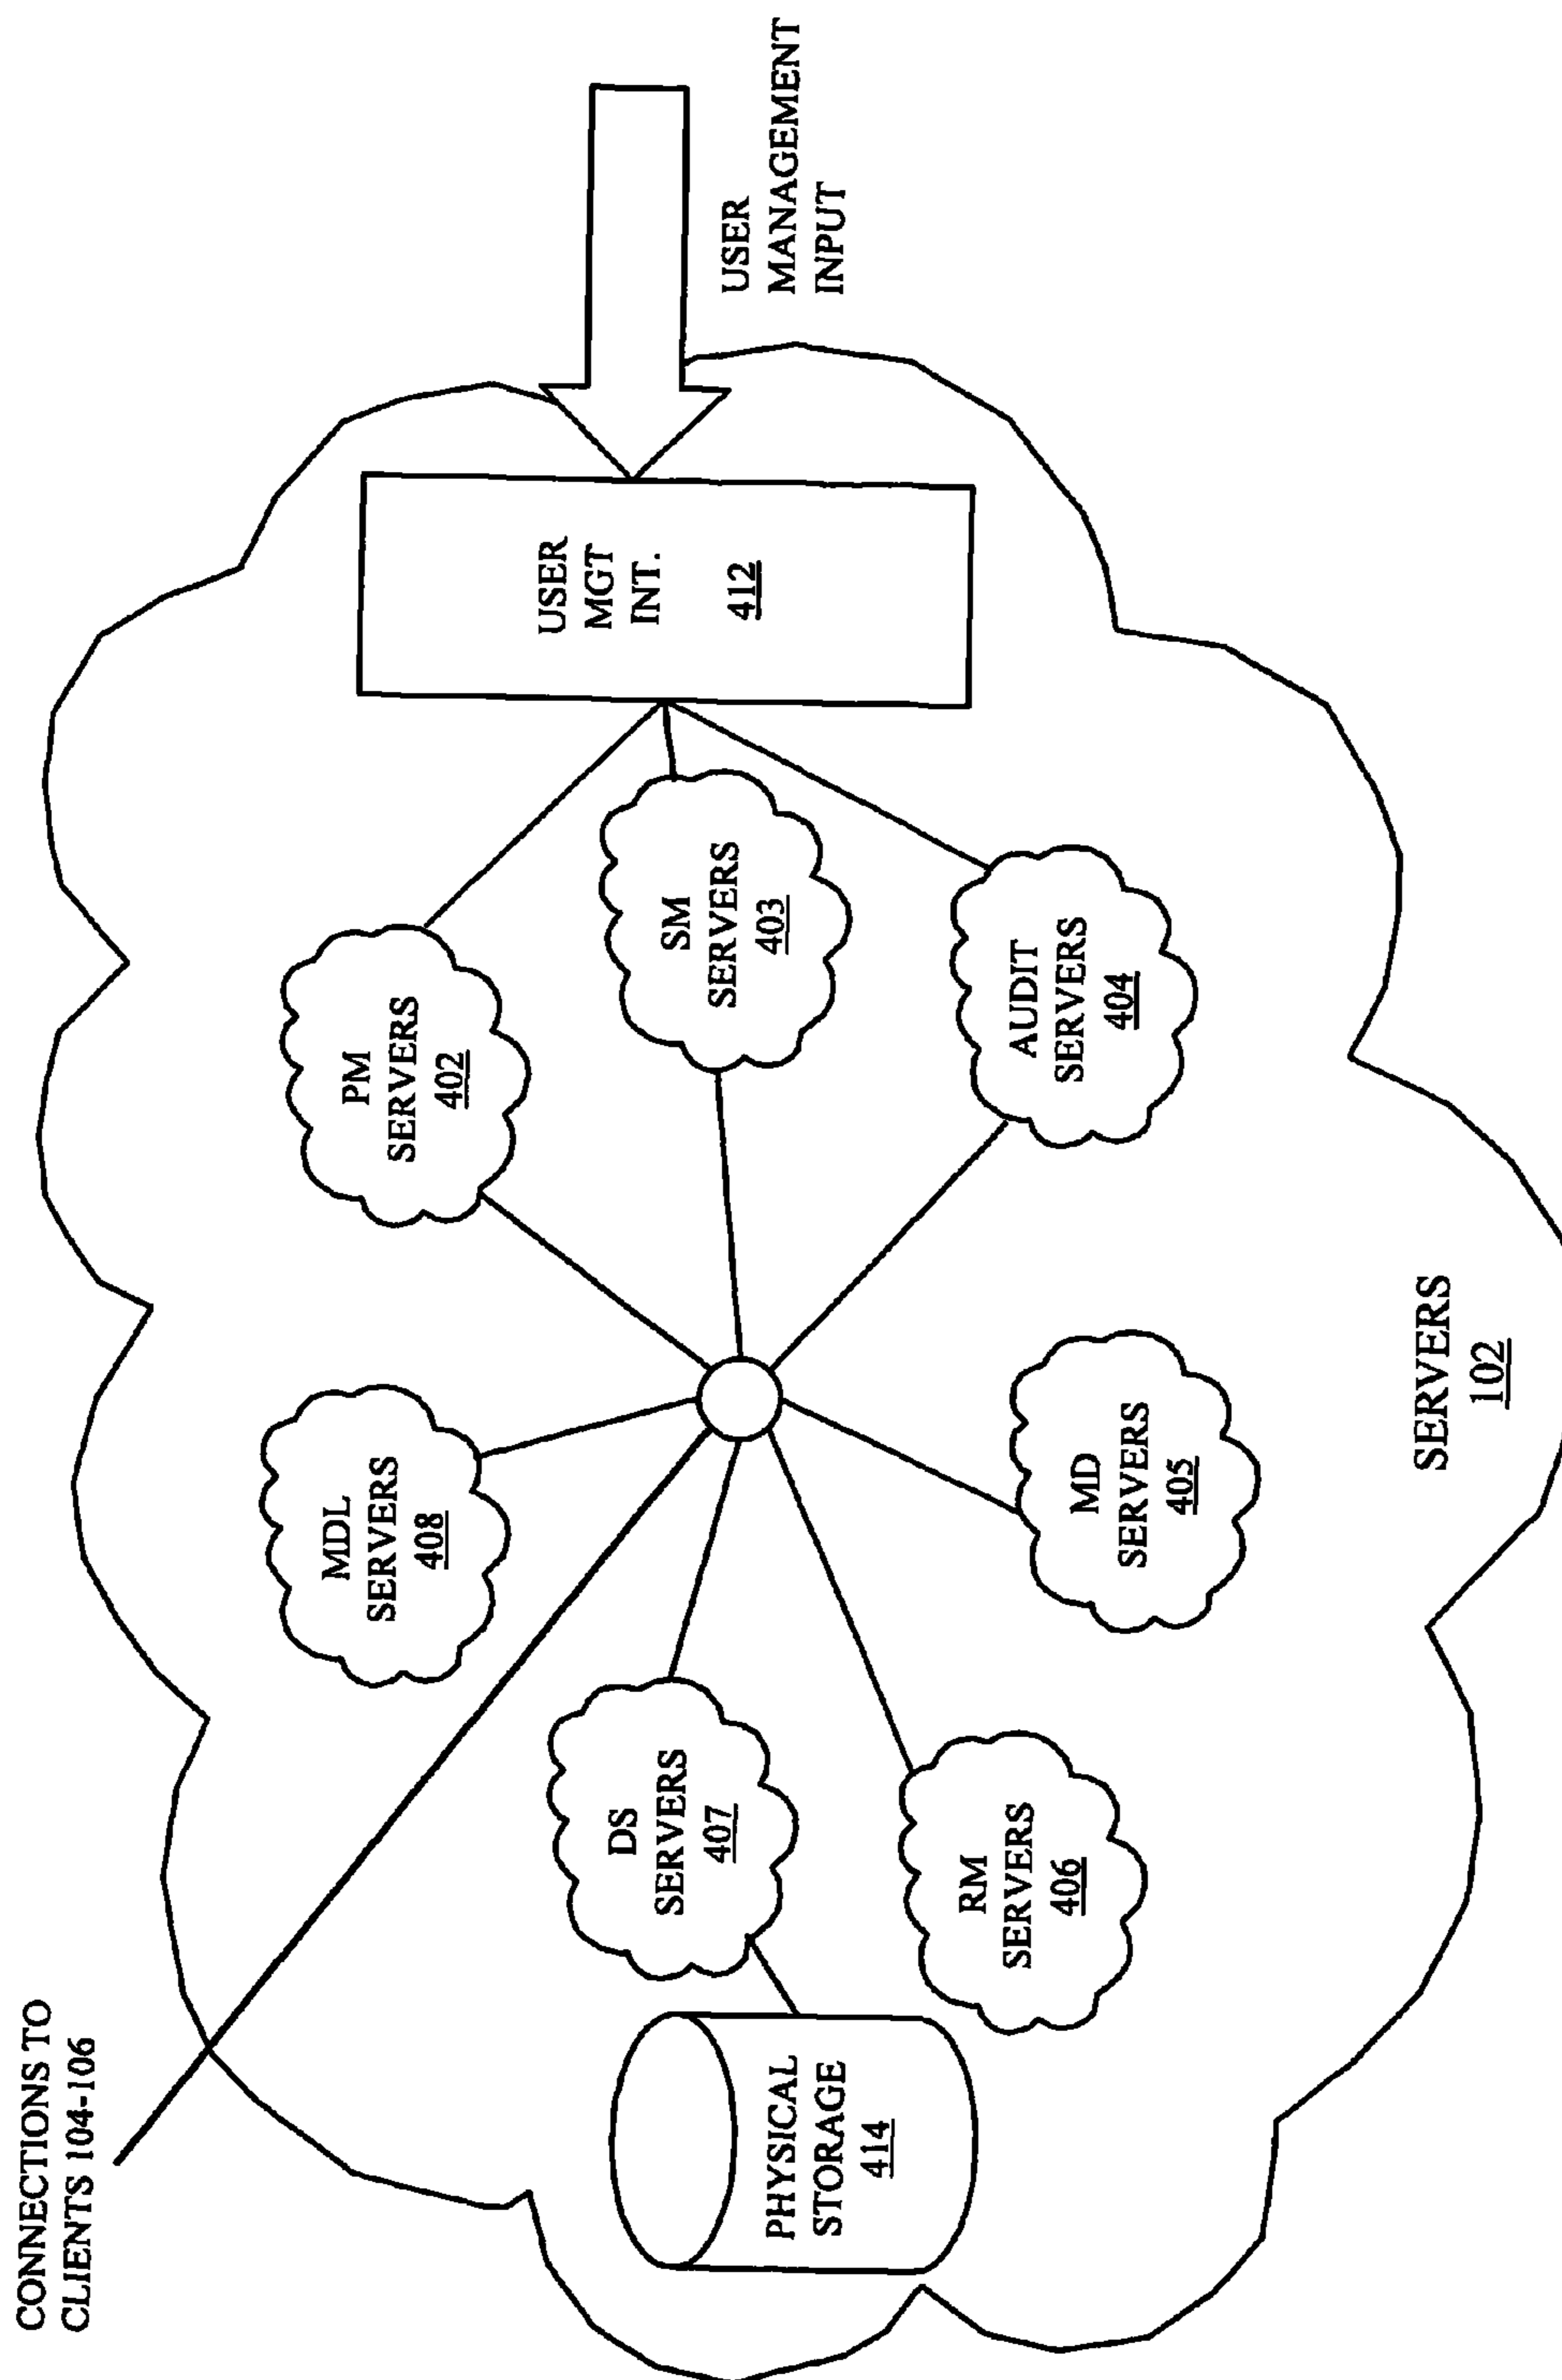 CONNECTIONS TO
CLIENTS 104-106
MDL
SERVERS
408
PM
SERVERS
402
USER
MGT
INT.
412
USER
MANAGEMENT
INPUT
DS
SERVERS
407
SM
SERVERS
403
PHYSICAL
STORAGE
414
RM
SERVERS
406
MD
SERVERS
405
AUDIT
SERVERS
404
SERVERS
102